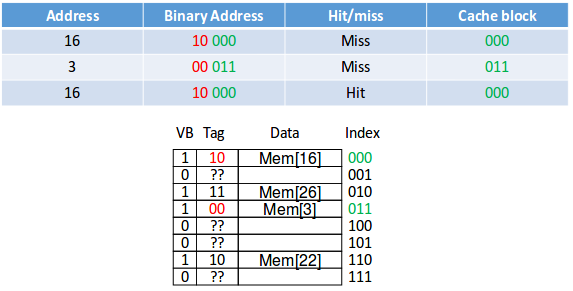 Address Binary Address Hit/miss Cache block
16 10 000 Miss 000
3 00 011 Miss 011
16 10 000 Hit 000
VB Tag Data Index
1 10 Mem[16] 000
0 ?? 001
1 11 Mem[26] 010
1 00 Mem[3] 011
0 ?? 100
0 ?? 101
1 10 Mem[22] 110
0 ?? 111